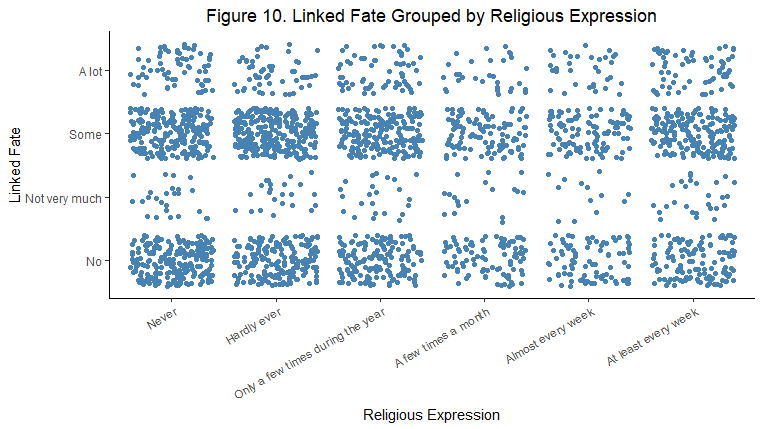 Figure 10. Linked Fate Grouped by Religious Expression
Linked Fate
A lot
Some
Not very much
No
Never
Hardly ever
Only a few times during the year
A few times a month
Almost every week
At least every week
Religious Expression